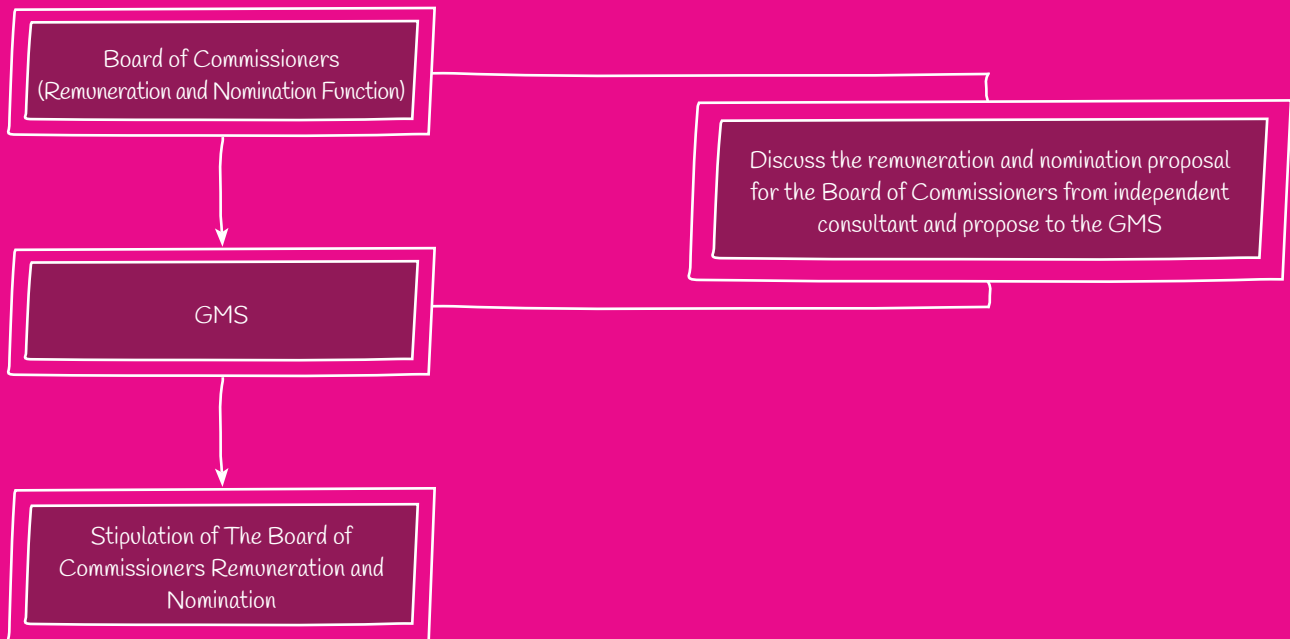 Board of Commissioners
(Remuneration and Nomination Function)
Discuss the remuneration and nomination proposal
for the Board of Commissioners from independent
consultant and propose to the GMS
GMS
Stipulation of The Board of
Commissioners Remuneration and
Nomination